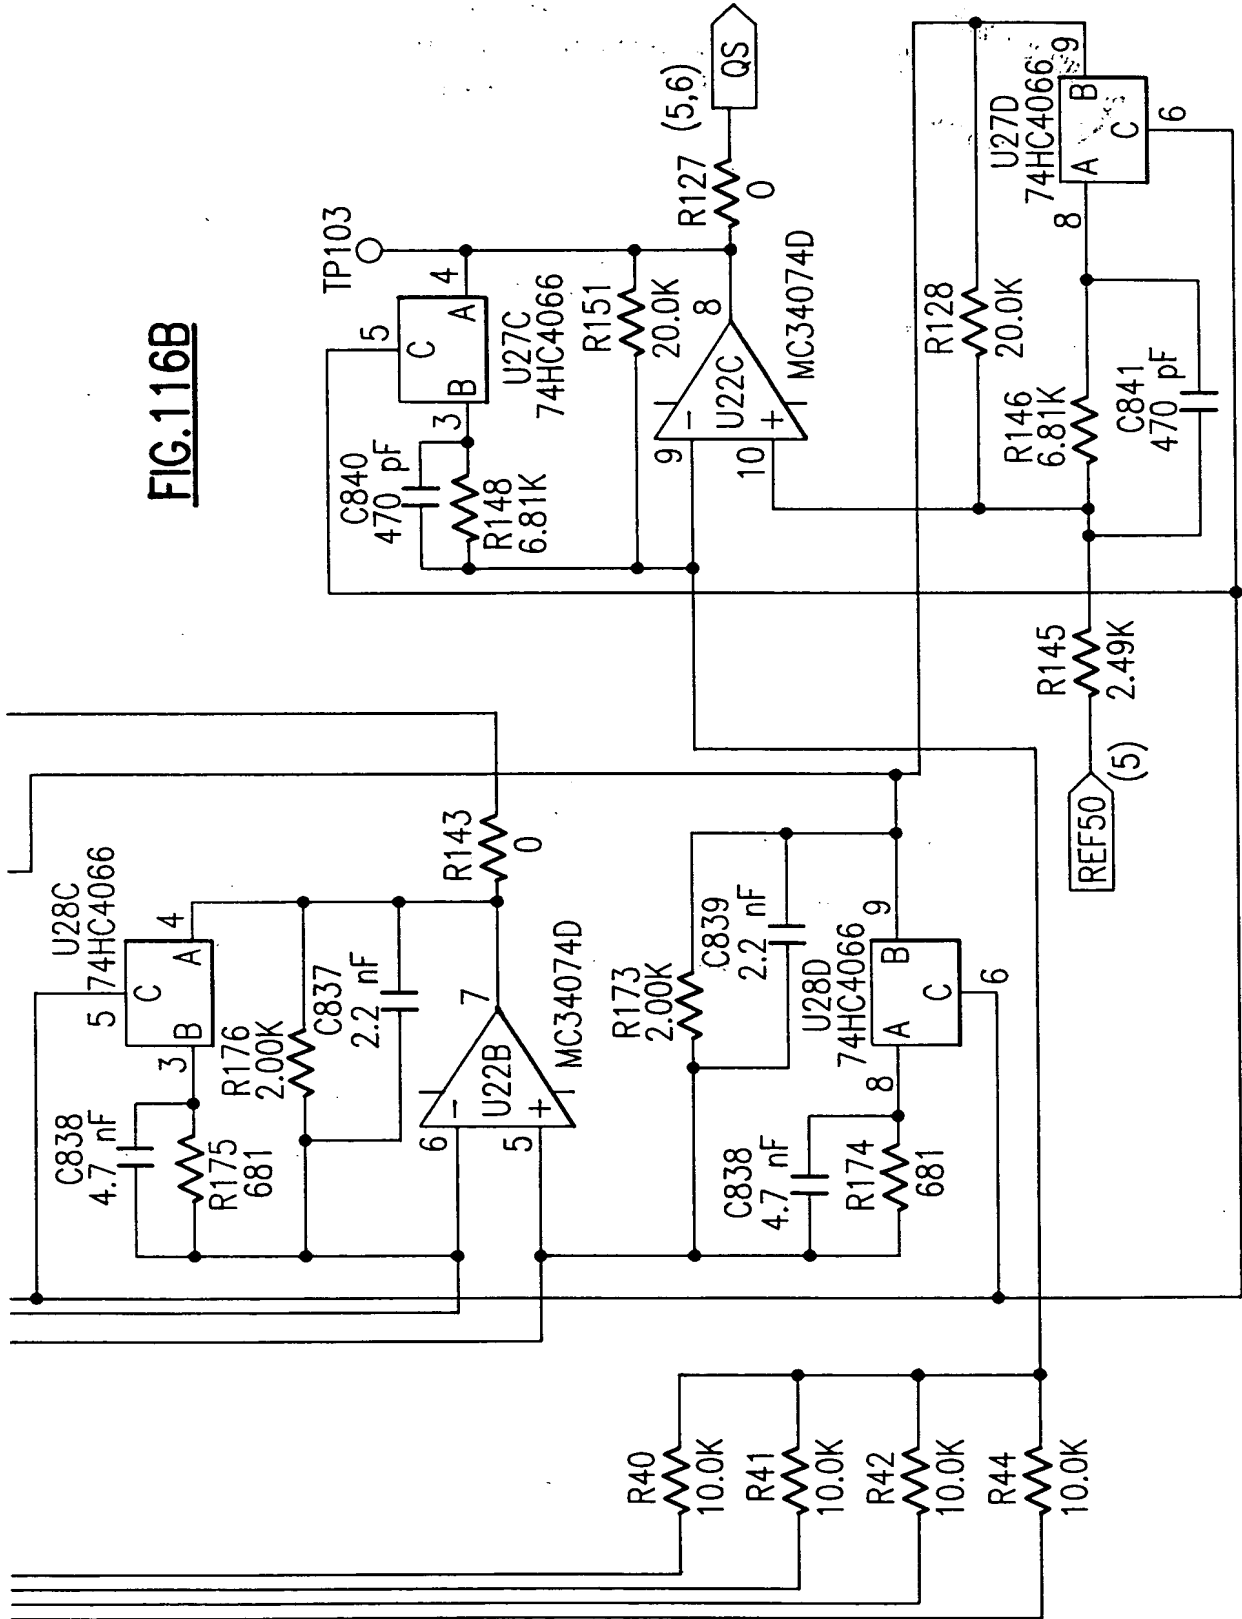 FIG.116B
TP103
5
C
B
A
4
3
U27C
74HC4066
C840
470 pF
R148
6.81K
R151
20.0K
9
10
-
+
U22C
8
MC34074D
R127
0
(5,6)
QS
R128
20.0K
U27D
74HC4066
9
B
C
A
6
8
R146
6.81K
C841
470 pF
R145
2.49K
REF50
(5)
U28C
74HC4066
5
C
4
A
B
3
C838
4.7 nF
R175
681
R176
2.00K
C837
2.2 nF
6
5
-
+
U22B
7
MC34074D
R143
0
R173
2.00K
C839
2.2 nF
U28D
74HC4066
9
B
A
C
6
8
C838
4.7 nF
R174
681
R40
10.0K
R41
10.0K
R42
10.0K
R44
10.0K